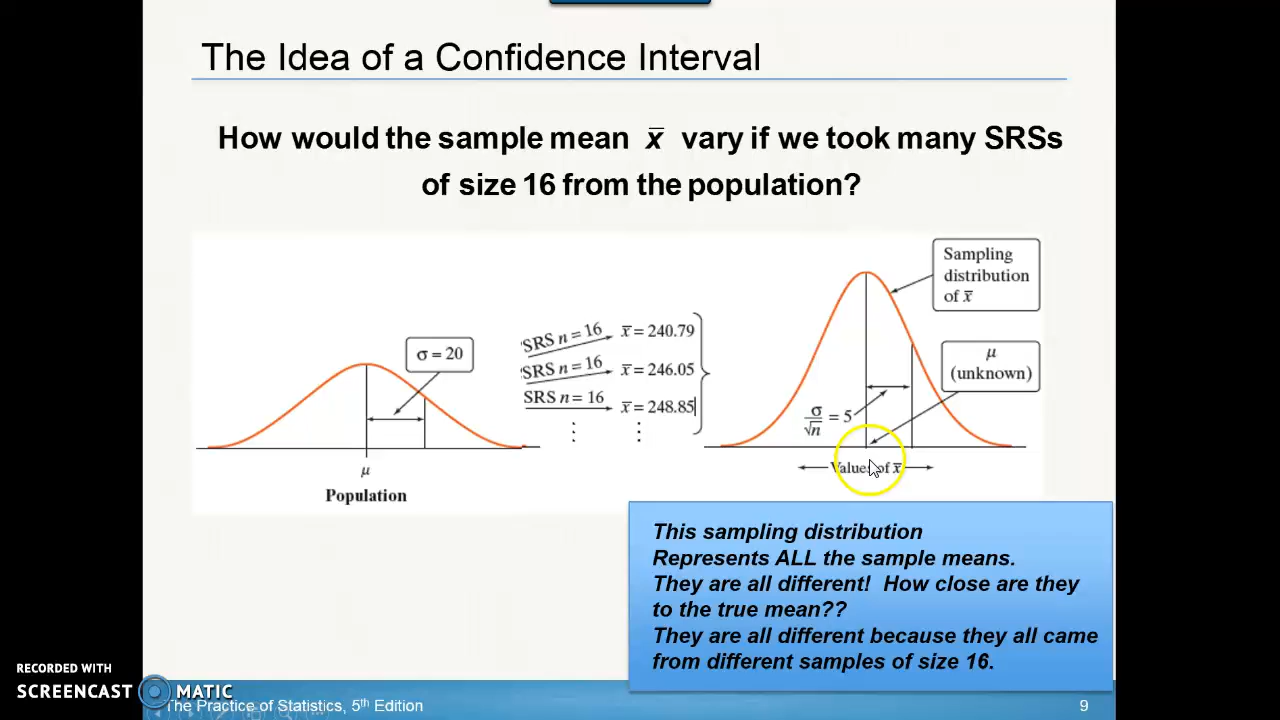 The Idea of a Confidence Interval
How would the sample mean x̅ vary if we took many SRSs
of size 16 from the population?
σ = 20
μ
Population
SRS n = 16 x̅ = 240.79
SRS n = 16 x̅ = 246.05
SRS n = 16 x̅ = 248.85
⋮ ⋮
Sampling
distribution
of x̅
μ
(unknown)
σ/√n = 5
Values of x̅
This sampling distribution
Represents ALL the sample means.
They are all different! How close are they
to the true mean??
They are all different because they all came
from different samples of size 16.
RECORDED WITH
SCREENCAST MATIC
The Practice of Statistics, 5th Edition
9